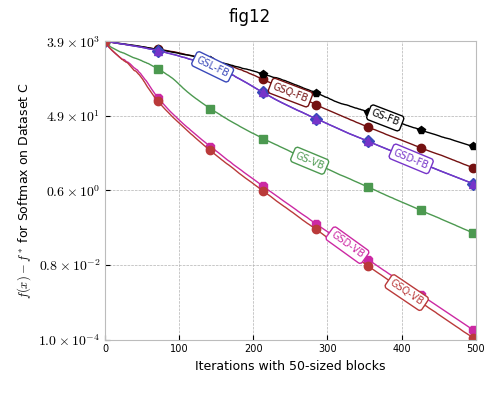 fig12
f(x) − f* for Softmax on Dataset C
3.9 × 10³
4.9 × 10¹
0.6 × 10⁰
0.8 × 10⁻²
1.0 × 10⁻⁴
GSL-FB
GSQ-FB
GS-FB
GSD-FB
GS-VB
GSD-VB
GSQ-VB
0 100 200 300 400 500
Iterations with 50-sized blocks